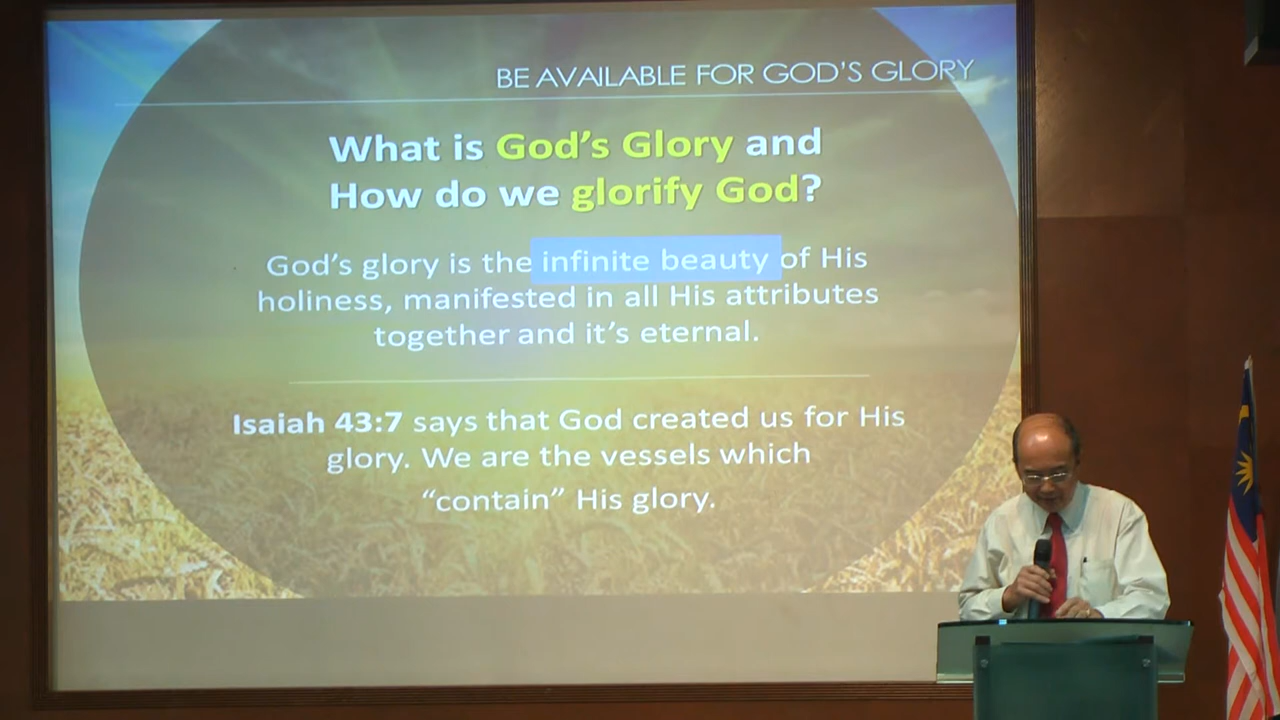 BE AVAILABLE FOR GOD'S GLORY
What is God's Glory and
How do we glorify God?
God's glory is the infinite beauty of His
holiness, manifested in all His attributes
together and it's eternal.
Isaiah 43:7 says that God created us for His
glory. We are the vessels which
“contain” His glory.